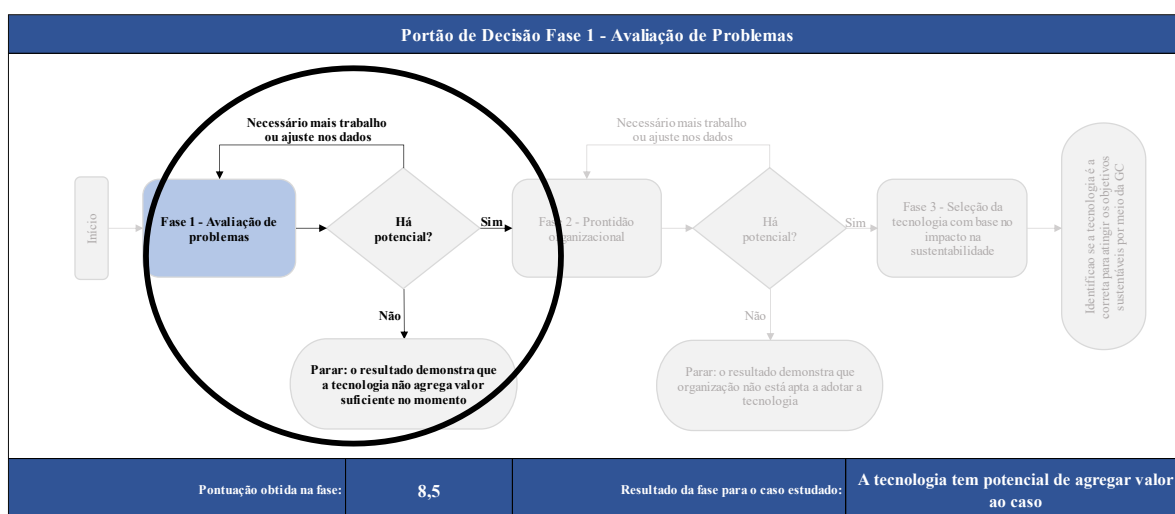 Portão de Decisão Fase 1 - Avaliação de Problemas
Necessário mais trabalho
ou ajuste nos dados
Necessário mais trabalho
ou ajuste nos dados
Início
Fase 1 - Avaliação de
problemas
Há
potencial?
Sim
Fase 2 - Prontidão
organizacional
Há
potencial?
Sim
Fase 3 - Seleção da
tecnologia com base no
impacto na
sustentabilidade
Identificao se a tecnologia é a
correta para atingir os objetivos
sustentáveis por meio da GC
Não
Não
Parar: o resultado demonstra que
a tecnologia não agrega valor
suficiente no momento
Parar: o resultado demonstra que
organização não está apta a adotar a
tecnologia
Pontuação obtida na fase:
8,5
Resultado da fase para o caso estudado:
A tecnologia tem potencial de agregar valor
ao caso